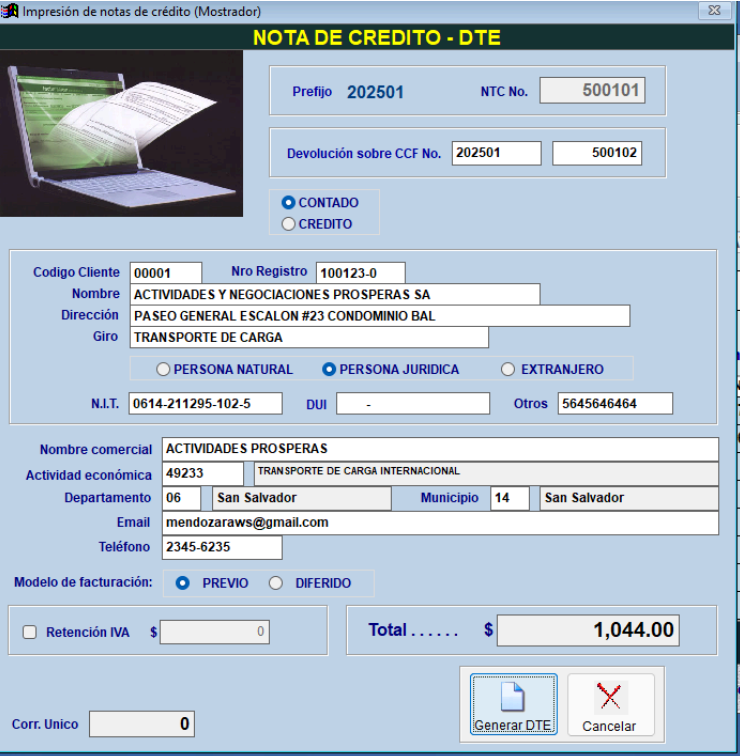 Impresión de notas de crédito (Mostrador)
NOTA DE CREDITO - DTE
Prefijo 202501 NTC No. 500101
Devolución sobre CCF No. 202501 500102
CONTADO
CREDITO
Codigo Cliente 00001 Nro Registro 100123-0
Nombre ACTIVIDADES Y NEGOCIACIONES PROSPERAS SA
Dirección PASEO GENERAL ESCALON #23 CONDOMINIO BAL
Giro TRANSPORTE DE CARGA
PERSONA NATURAL PERSONA JURIDICA EXTRANJERO
N.I.T. 0614-211295-102-5 DUI - Otros 5645646464
Nombre comercial ACTIVIDADES PROSPERAS
Actividad económica 49233 TRANSPORTE DE CARGA INTERNACIONAL
Departamento 06 San Salvador Municipio 14 San Salvador
Email mendozaraws@gmail.com
Teléfono 2345-6235
Modelo de facturación: PREVIO DIFERIDO
Retención IVA $ 0 Total . . . . . . $ 1,044.00
Generar DTE Cancelar
Corr. Unico 0